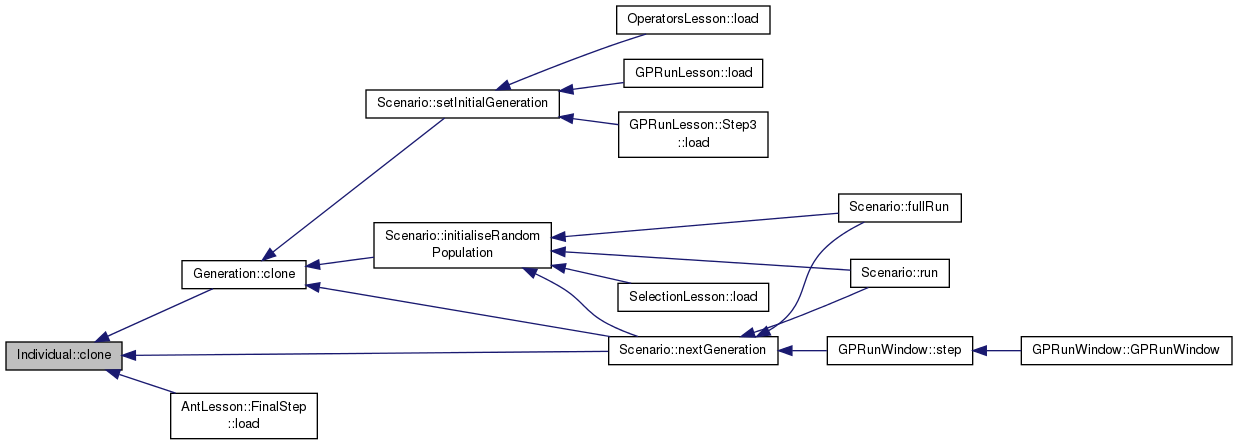 OperatorsLesson::load
GPRunLesson::load
Scenario::setInitialGeneration
GPRunLesson::Step3
::load
Scenario::fullRun
Scenario::initialiseRandom
Population
Generation::clone
Scenario::run
SelectionLesson::load
Individual::clone
Scenario::nextGeneration
GPRunWindow::step
GPRunWindow::GPRunWindow
AntLesson::FinalStep
::load